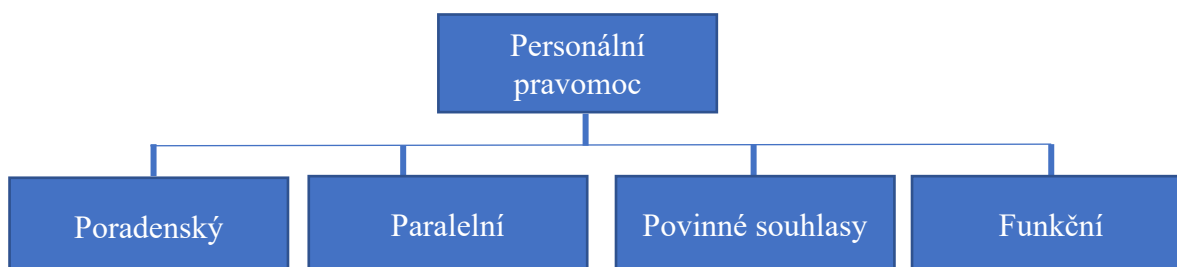 Personální
pravomoc
Poradenský
Paralelní
Povinné souhlasy
Funkční